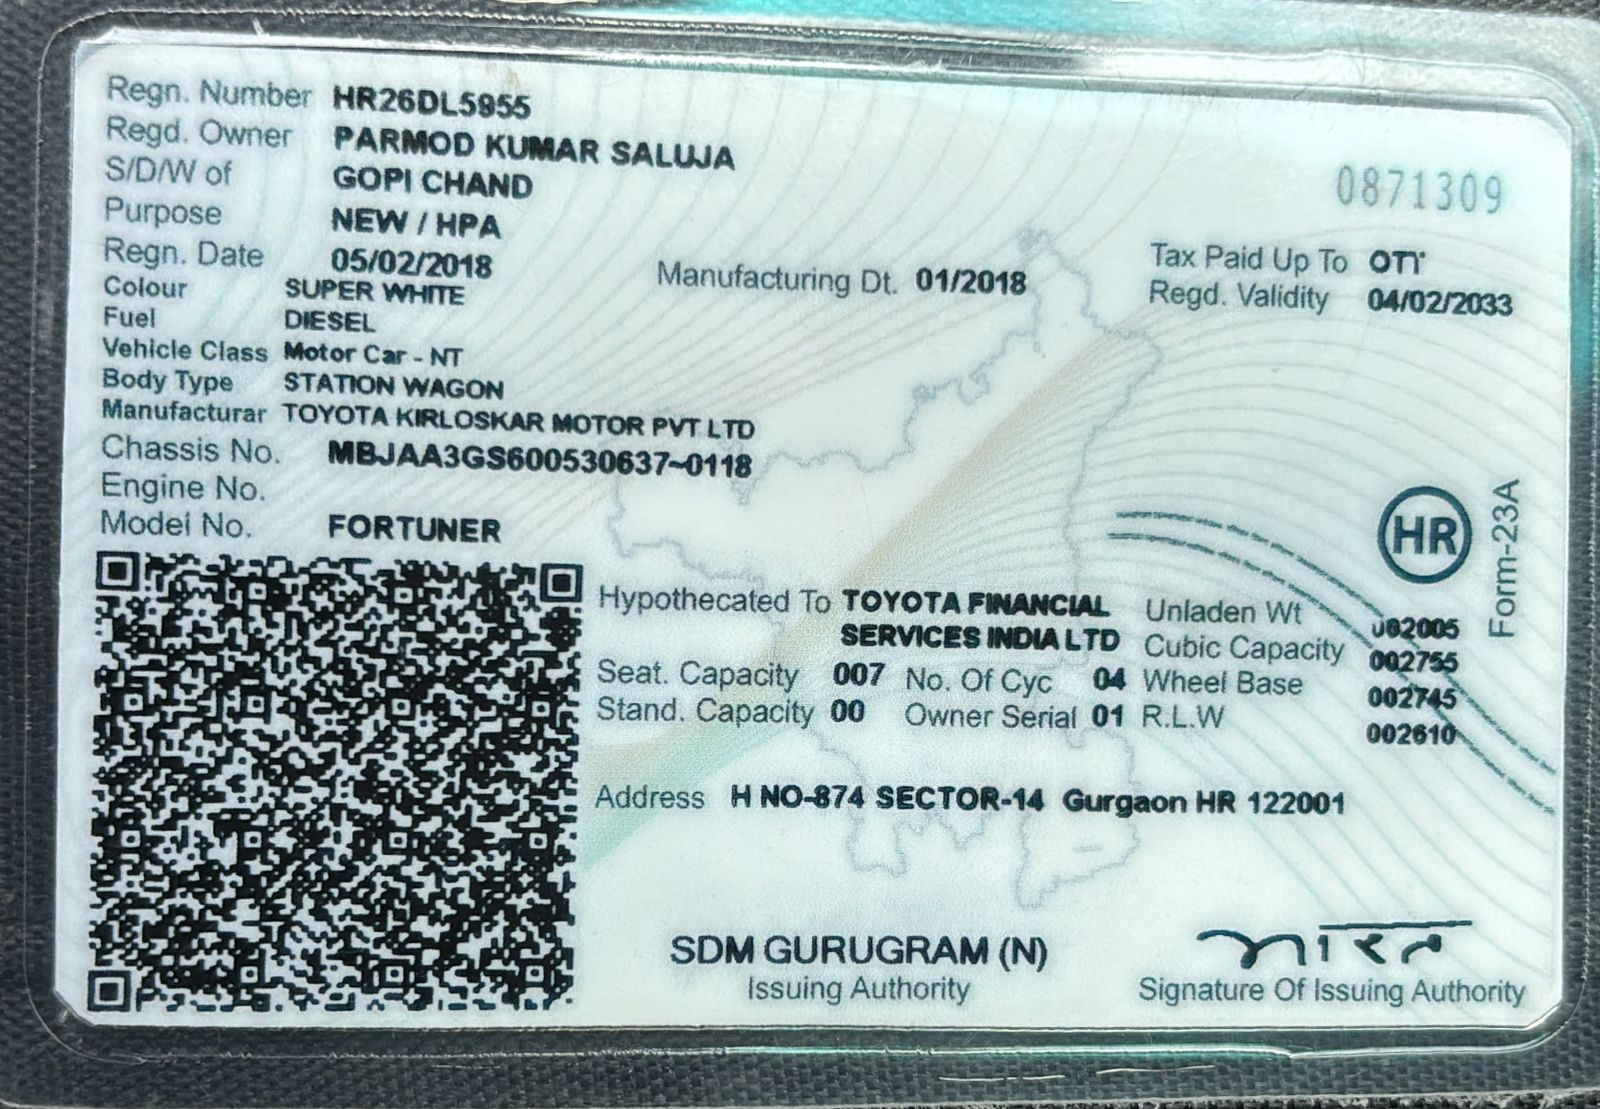 Regn. Number HR26DL5955
Regd. Owner PARMOD KUMAR SALUJA
S/D/W of GOPI CHAND
0871309
Purpose NEW / HPA
Regn. Date 05/02/2018
Manufacturing Dt. 01/2018
Tax Paid Up To OTT
Regd. Validity 04/02/2033
Colour SUPER WHITE
Fuel DIESEL
Vehicle Class Motor Car - NT
Body Type STATION WAGON
Manufacturar TOYOTA KIRLOSKAR MOTOR PVT LTD
Chassis No. MBJAA3GS600530637~0118
Engine No.
Model No. FORTUNER
HR
Form-23A
Hypothecated To TOYOTA FINANCIAL SERVICES INDIA LTD
Unladen Wt 002005
Cubic Capacity 002755
Seat. Capacity 007 No. Of Cyc 04 Wheel Base 002745
Stand. Capacity 00 Owner Serial 01 R.L.W 002610
Address H NO-874 SECTOR-14 Gurgaon HR 122001
SDM GURUGRAM (N)
Issuing Authority
Signature Of Issuing Authority